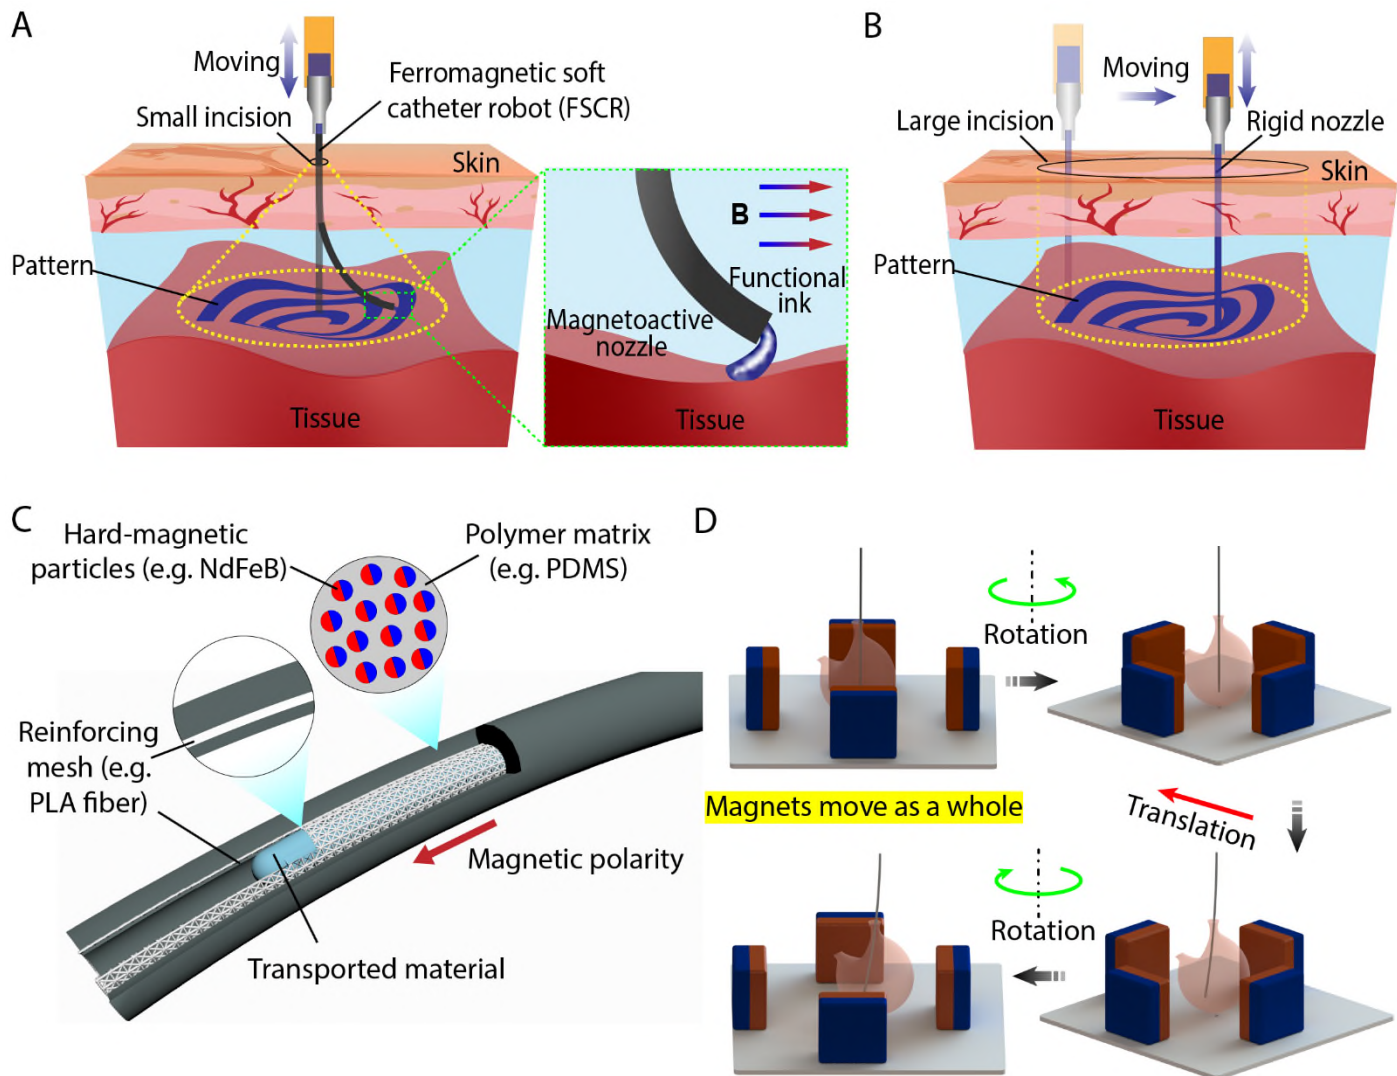 A
Moving
Ferromagnetic soft
catheter robot (FSCR)
Small incision
Skin
Pattern
Tissue
B
Functional
ink
Magnetoactive
nozzle
Tissue
B
Moving
Large incision
Rigid nozzle
Skin
Pattern
Tissue
C
Hard-magnetic
particles (e.g. NdFeB)
Polymer matrix
(e.g. PDMS)
Reinforcing
mesh (e.g.
PLA fiber)
Magnetic polarity
Transported material
D
Rotation
Magnets move as a whole
Translation
Rotation